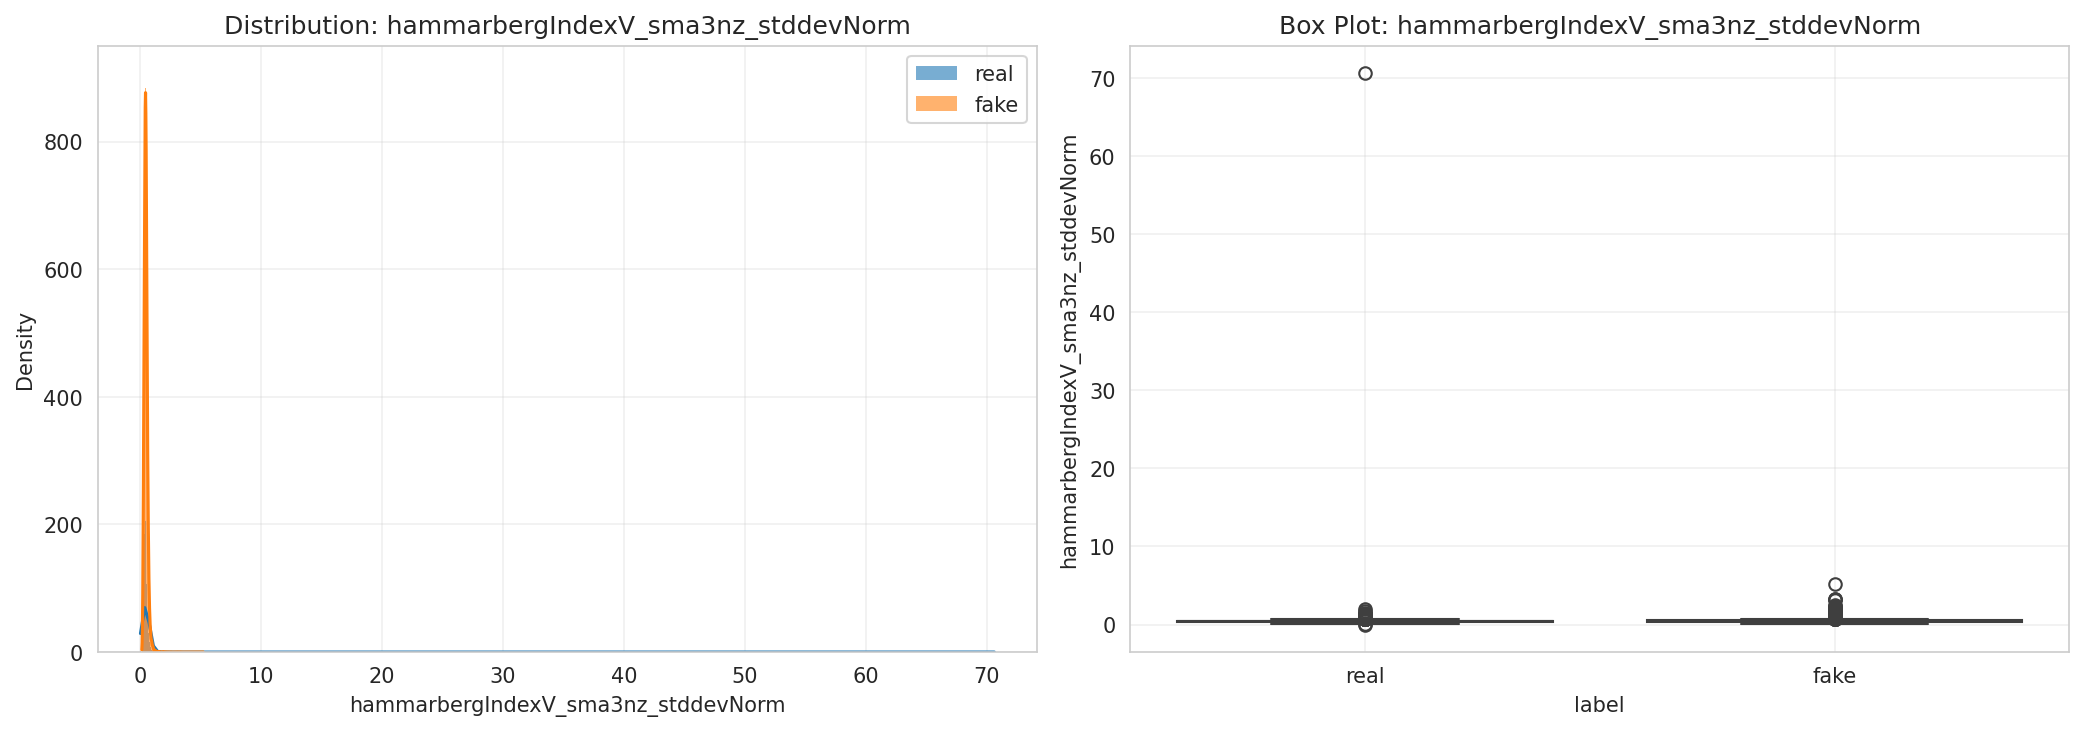 Distribution: hammarbergIndexV_sma3nz_stddevNorm
real
fake
800
600
400
200
0
Density
0 10 20 30 40 50 60 70
hammarbergIndexV_sma3nz_stddevNorm
Box Plot: hammarbergIndexV_sma3nz_stddevNorm
70
60
50
40
30
20
10
0
hammarbergIndexV_sma3nz_stddevNorm
real fake
label